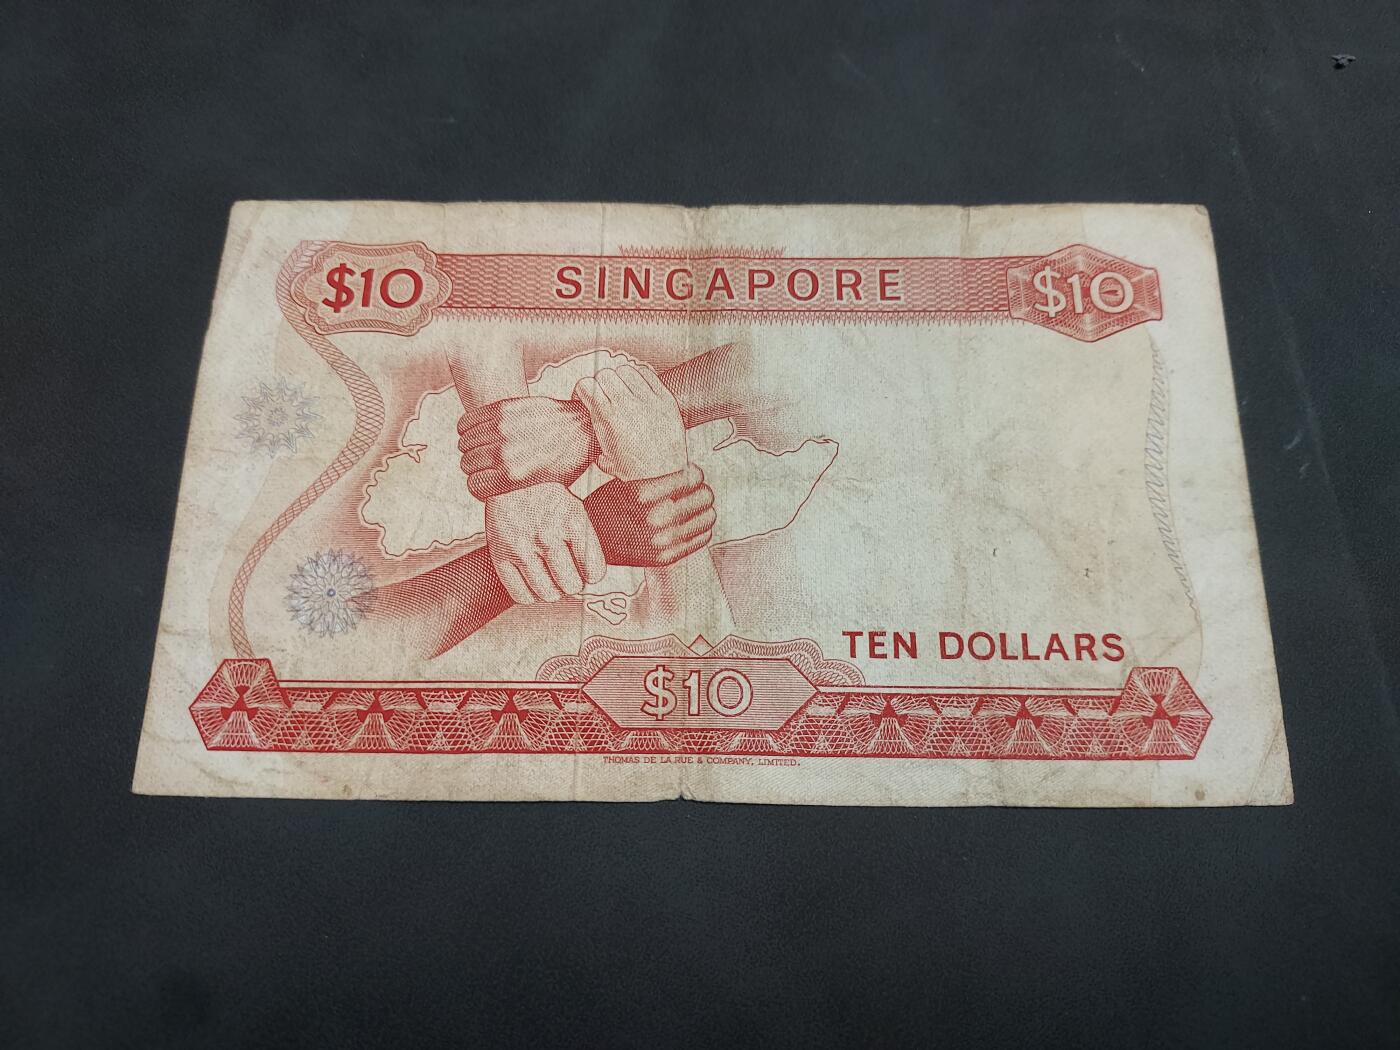 $10 SINGAPORE $10
TEN DOLLARS
$10
THOMAS DE LA RUE & COMPANY, LIMITED.